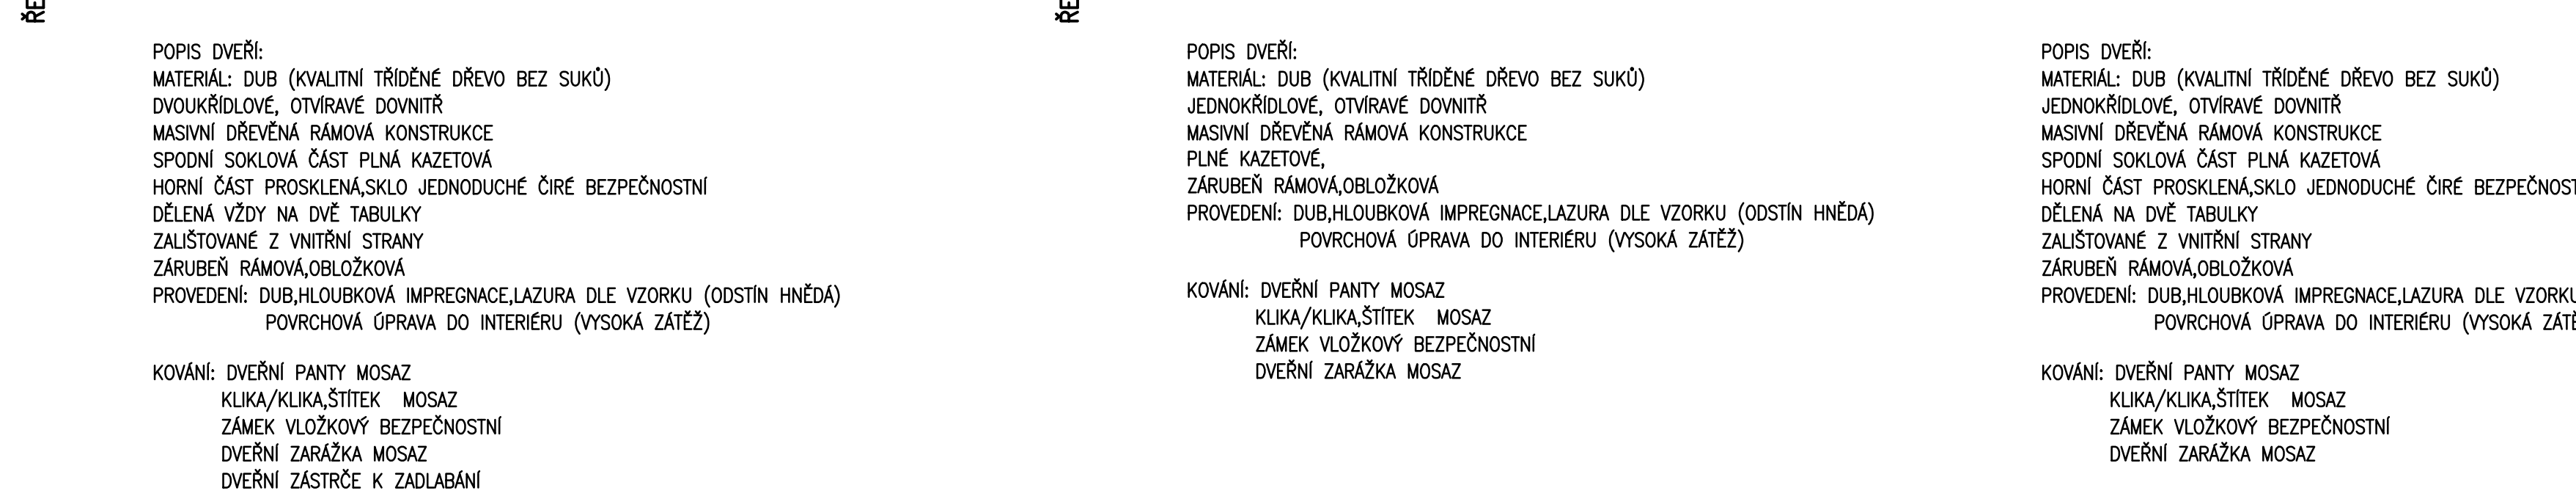 ŘE
POPIS DVEŘÍ:
MATERIÁL: DUB (KVALITNÍ TŘÍDĚNÉ DŘEVO BEZ SUKŮ)
DVOUKŘÍDLOVÉ, OTVÍRAVÉ DOVNITŘ
MASIVNÍ DŘEVĚNÁ RÁMOVÁ KONSTRUKCE
SPODNÍ SOKLOVÁ ČÁST PLNÁ KAZETOVÁ
HORNÍ ČÁST PROSKLENÁ,SKLO JEDNODUCHÉ ČIRÉ BEZPEČNOSTNÍ
DĚLENÁ VŽDY NA DVĚ TABULKY
ZALIŠTOVANÉ Z VNITŘNÍ STRANY
ZÁRUBEŇ RÁMOVÁ,OBLOŽKOVÁ
PROVEDENÍ: DUB,HLOUBKOVÁ IMPREGNACE,LAZURA DLE VZORKU (ODSTÍN HNĚDÁ)
POVRCHOVÁ ÚPRAVA DO INTERIÉRU (VYSOKÁ ZÁTĚŽ)
KOVÁNÍ: DVEŘNÍ PANTY MOSAZ
KLIKA/KLIKA,ŠTÍTEK MOSAZ
ZÁMEK VLOŽKOVÝ BEZPEČNOSTNÍ
DVEŘNÍ ZARÁŽKA MOSAZ
DVEŘNÍ ZÁSTRČE K ZADLABÁNÍ
ŘE
POPIS DVEŘÍ:
MATERIÁL: DUB (KVALITNÍ TŘÍDĚNÉ DŘEVO BEZ SUKŮ)
JEDNOKŘÍDLOVÉ, OTVÍRAVÉ DOVNITŘ
MASIVNÍ DŘEVĚNÁ RÁMOVÁ KONSTRUKCE
PLNÉ KAZETOVÉ,
ZÁRUBEŇ RÁMOVÁ,OBLOŽKOVÁ
PROVEDENÍ: DUB,HLOUBKOVÁ IMPREGNACE,LAZURA DLE VZORKU (ODSTÍN HNĚDÁ)
POVRCHOVÁ ÚPRAVA DO INTERIÉRU (VYSOKÁ ZÁTĚŽ)
KOVÁNÍ: DVEŘNÍ PANTY MOSAZ
KLIKA/KLIKA,ŠTÍTEK MOSAZ
ZÁMEK VLOŽKOVÝ BEZPEČNOSTNÍ
DVEŘNÍ ZARÁŽKA MOSAZ
POPIS DVEŘÍ:
MATERIÁL: DUB (KVALITNÍ TŘÍDĚNÉ DŘEVO BEZ SUKŮ)
JEDNOKŘÍDLOVÉ, OTVÍRAVÉ DOVNITŘ
MASIVNÍ DŘEVĚNÁ RÁMOVÁ KONSTRUKCE
SPODNÍ SOKLOVÁ ČÁST PLNÁ KAZETOVÁ
HORNÍ ČÁST PROSKLENÁ,SKLO JEDNODUCHÉ ČIRÉ BEZPEČNOST
DĚLENÁ NA DVĚ TABULKY
ZALIŠTOVANÉ Z VNITŘNÍ STRANY
ZÁRUBEŇ RÁMOVÁ,OBLOŽKOVÁ
PROVEDENÍ: DUB,HLOUBKOVÁ IMPREGNACE,LAZURA DLE VZORKU
POVRCHOVÁ ÚPRAVA DO INTERIÉRU (VYSOKÁ ZÁTĚ
KOVÁNÍ: DVEŘNÍ PANTY MOSAZ
KLIKA/KLIKA,ŠTÍTEK MOSAZ
ZÁMEK VLOŽKOVÝ BEZPEČNOSTNÍ
DVEŘNÍ ZARÁŽKA MOSAZ